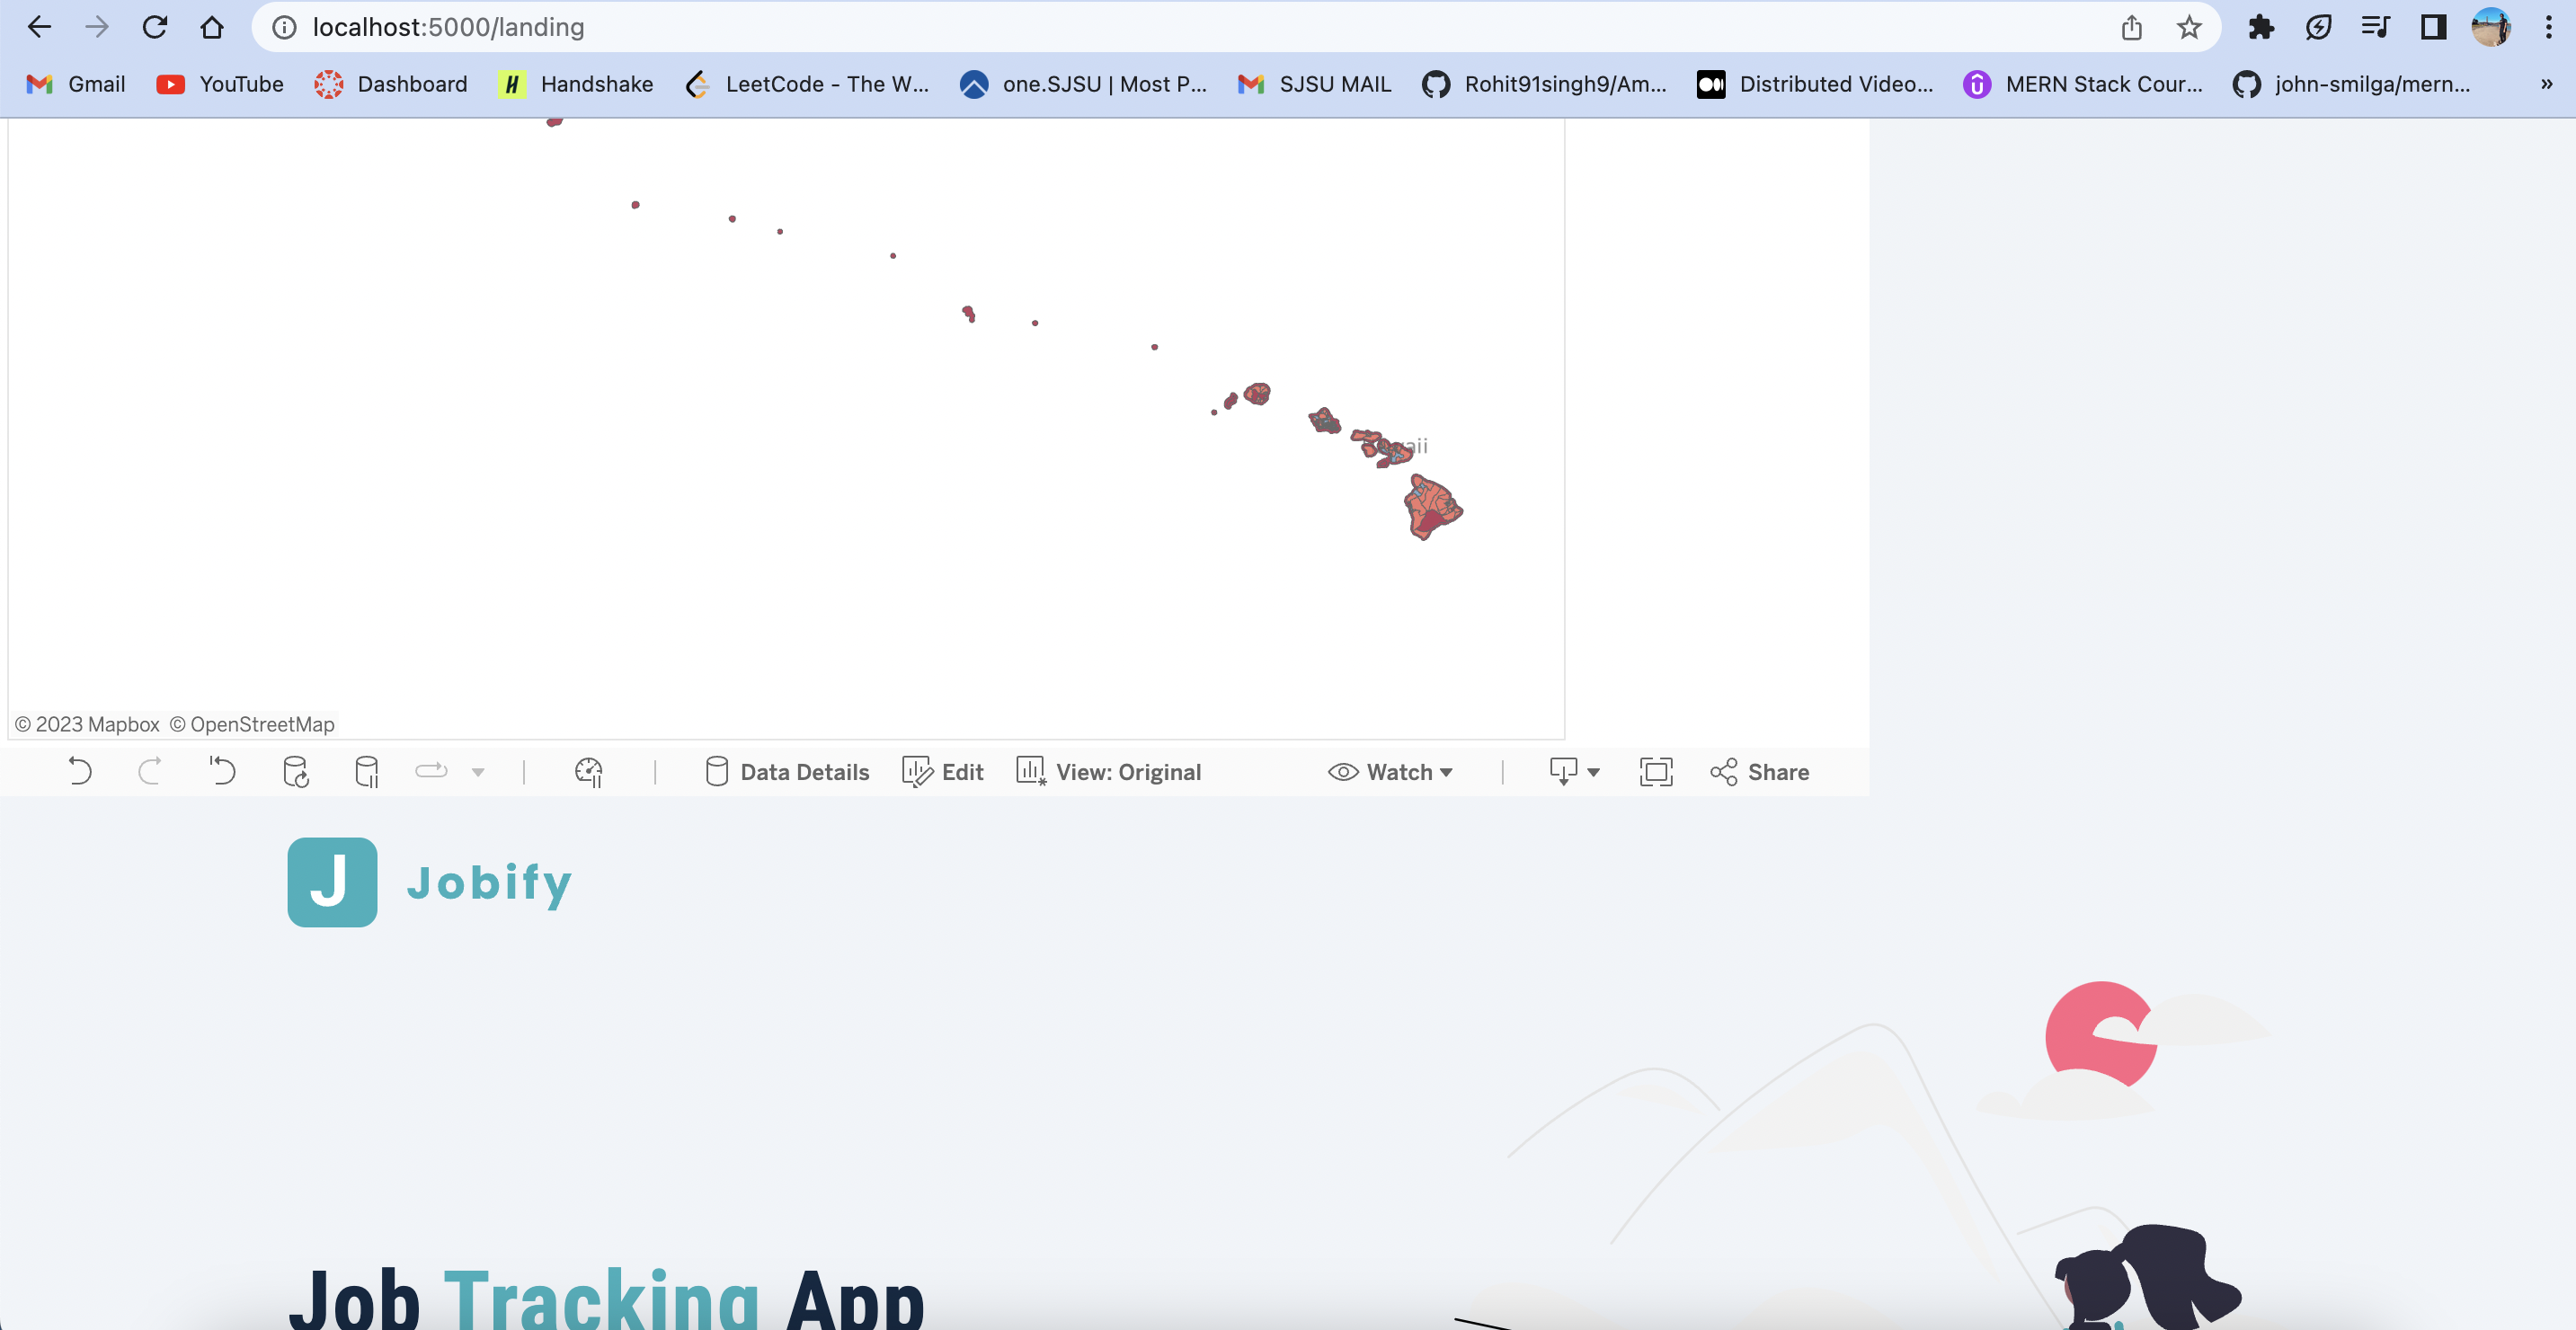 localhost:5000/landing
Gmail YouTube Dashboard H Handshake LeetCode - The W... one.SJSU | Most P... SJSU MAIL Rohit91singh9/Am... Distributed Video... MERN Stack Cour... john-smilga/mern... »
aii
© 2023 Mapbox © OpenStreetMap
Data Details Edit View: Original Watch Share
J Jobify
Job Tracking App